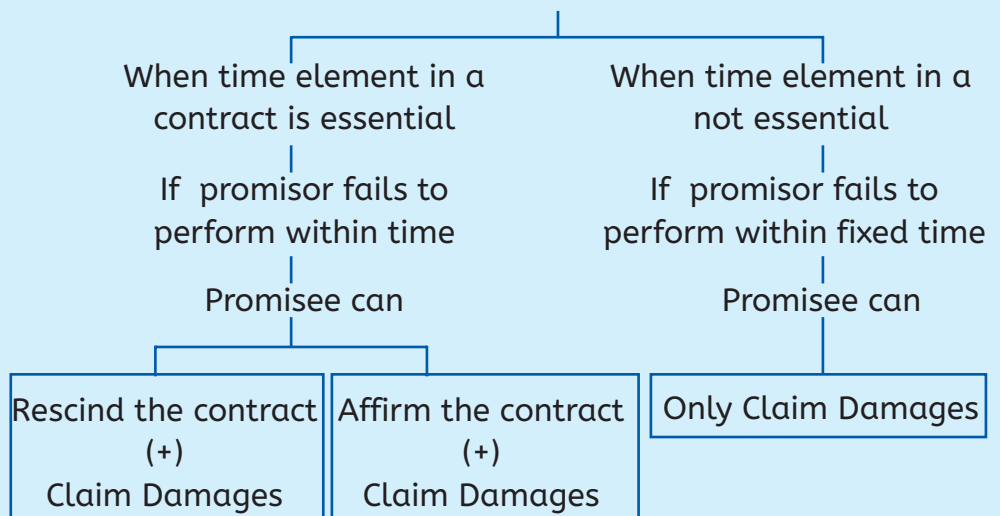 When time element in a
contract is essential
If promisor fails to
perform within time
Promisee can
Rescind the contract
(+)
Claim Damages
Affirm the contract
(+)
Claim Damages
When time element in a
not essential
If promisor fails to
perform within fixed time
Promisee can
Only Claim Damages